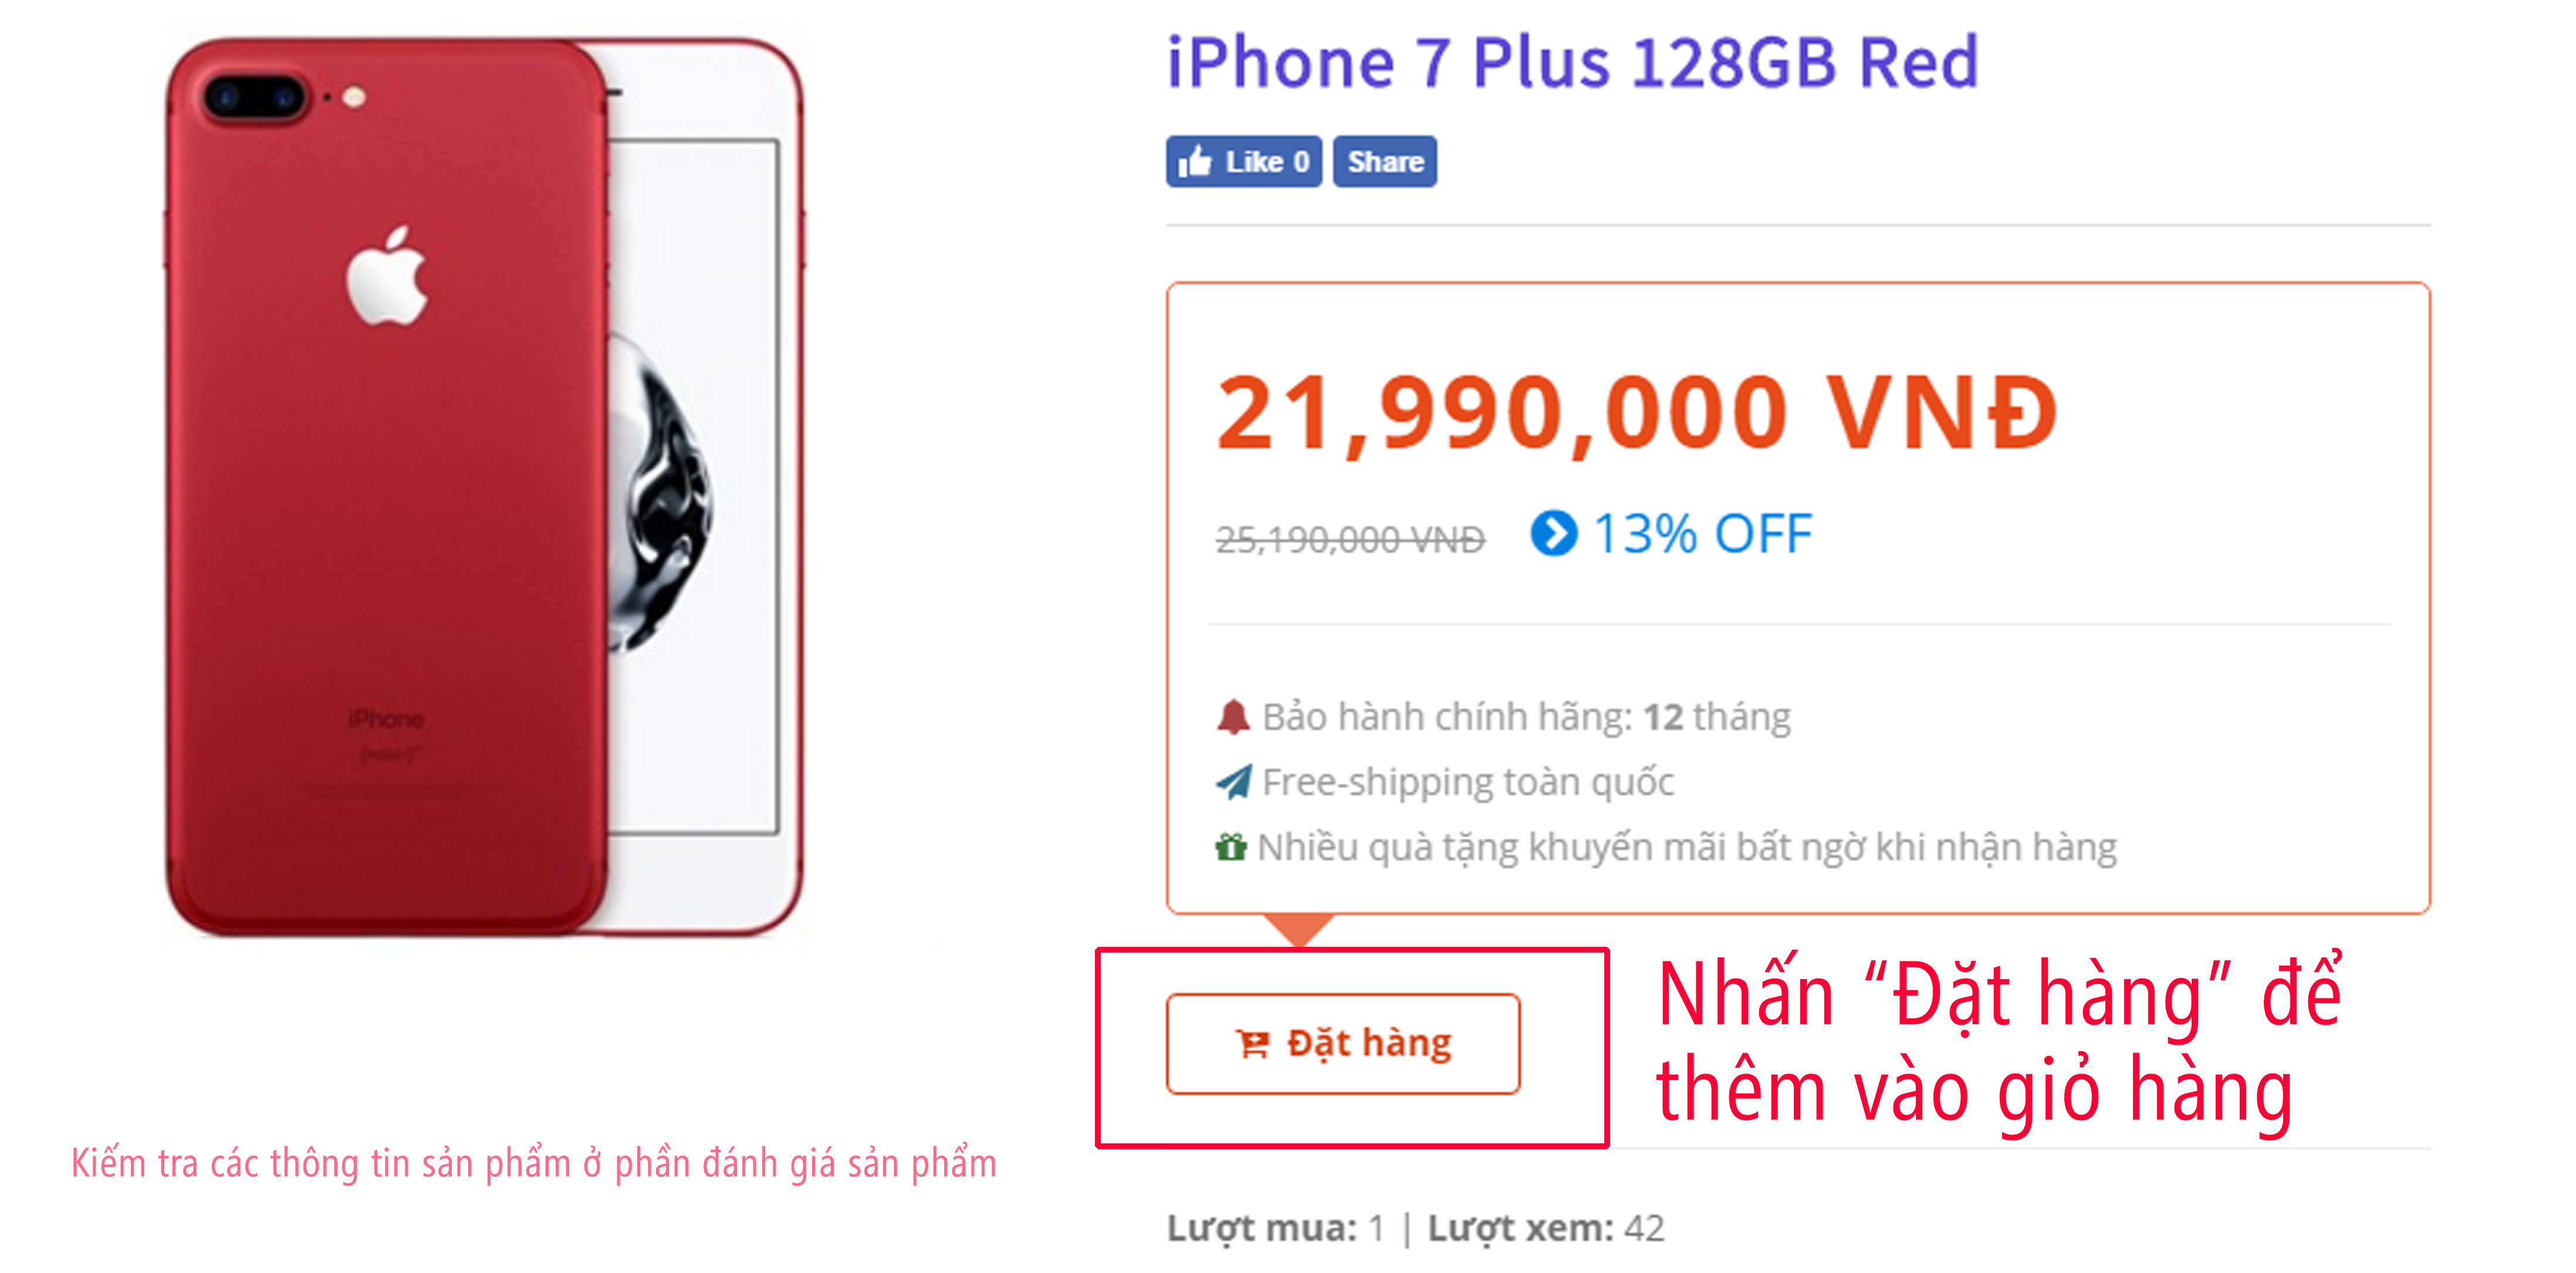 iPhone 7 Plus 128GB Red
Like 0 Share
21,990,000 VNĐ
25,190,000 VNĐ 13% OFF
Bảo hành chính hãng: 12 tháng
Free-shipping toàn quốc
Nhiều quà tặng khuyến mãi bất ngờ khi nhận hàng
Đặt hàng
Nhấn “Đặt hàng” để
thêm vào giỏ hàng
Lượt mua: 1 | Lượt xem: 42
iPhone
Kiếm tra các thông tin sản phẩm ở phần đánh giá sản phẩm